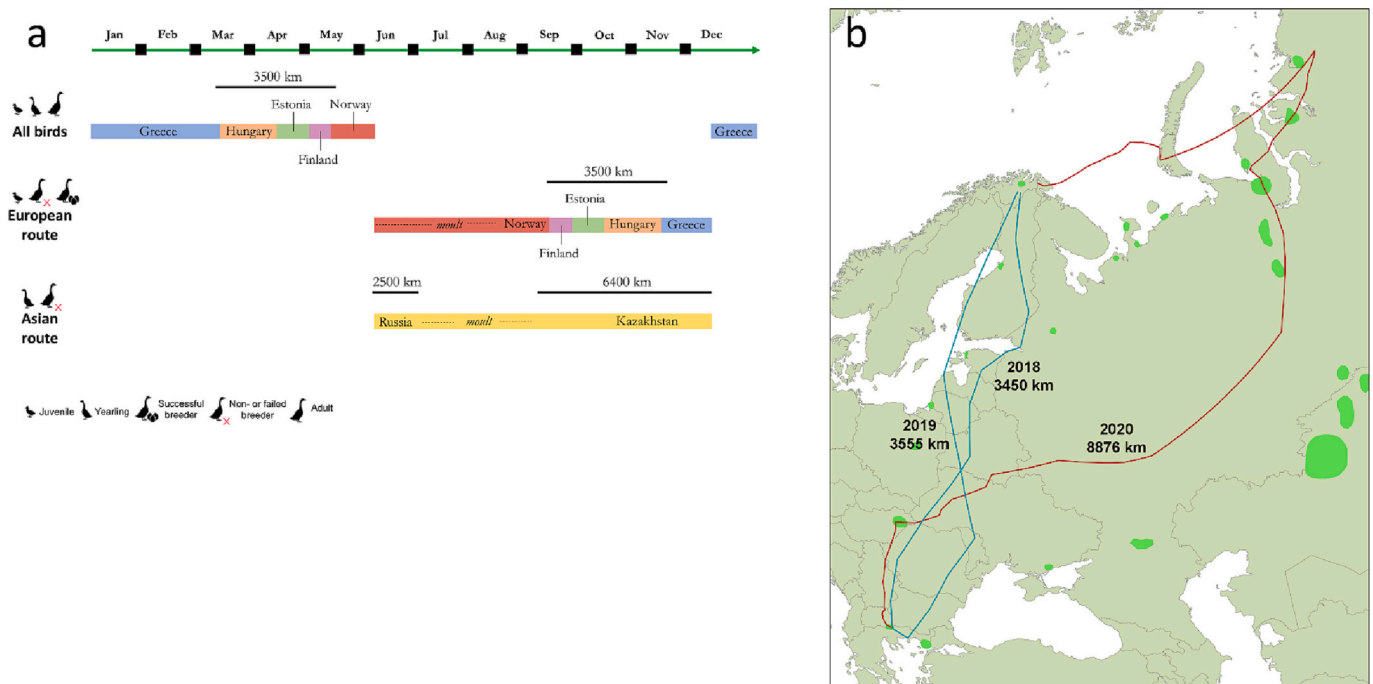 a
Jan Feb Mar Apr May Jun Jul Aug Sep Oct Nov Dec
3500 km
Estonia Norway
All birds
Greece Hungary Greece
Finland
3500 km
Estonia
European
route
moult Norway Hungary Greece
Finland
2500 km 6400 km
Asian
route
Russia moult Kazakhstan
Juvenile Yearling Successful breeder Non- or failed breeder Adult
b
2018
3450 km
2019
3555 km
2020
8876 km